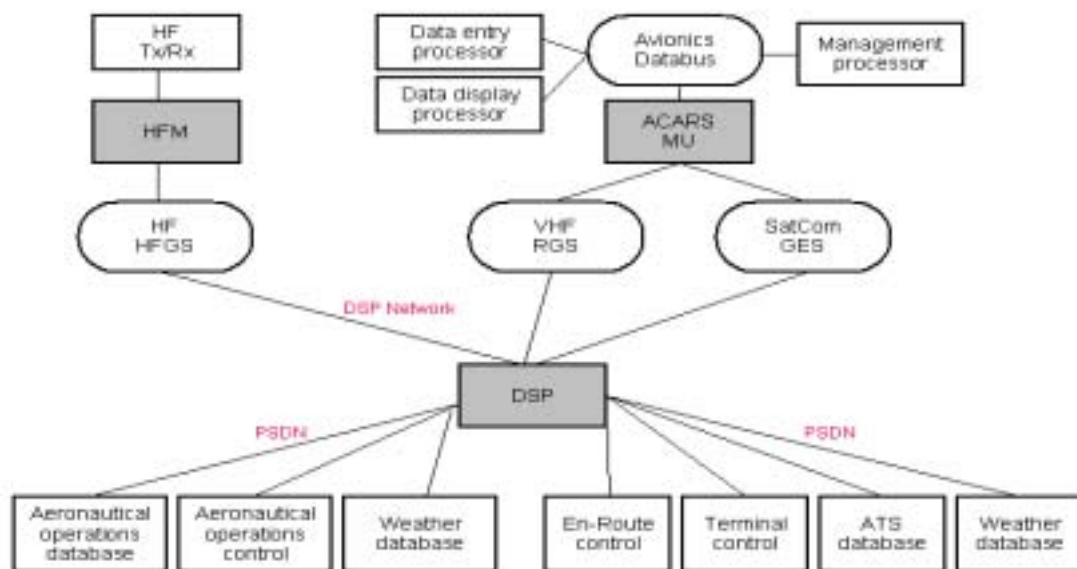 HF
Tx/Rx
Data entry
processor
Avionics
Databus
Management
processor
Data display
processor
HFM
ACARS
MU
HF
HFGS
VHF
RGS
SatCom
GES
DSP Network
DSP
PSDN
PSDN
Aeronautical
operations
database
Aeronautical
operations
control
Weather
database
En-Route
control
Terminal
control
ATS
database
Weather
database